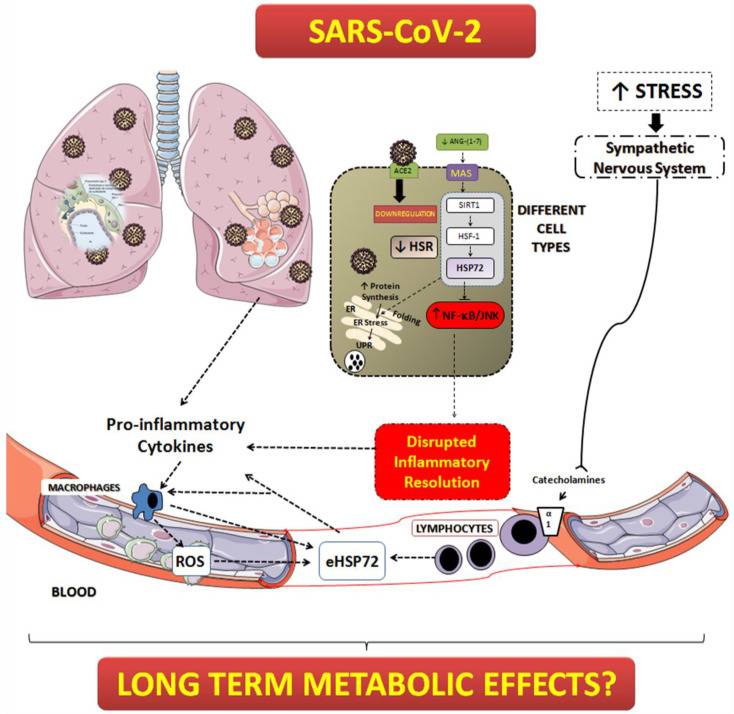 SARS-CoV-2
↑ STRESS
Sympathetic
Nervous System
↓ ANG-(1-7)
ACE2
MAS
DOWNREGULATION
SIRT1
↓ HSR
HSF-1
HSP72
DIFFERENT
CELL
TYPES
↑ Protein
Synthesis
ER
ER Stress
Folding
UPR
↑NF-κB/JNK
Pro-inflammatory
Cytokines
Disrupted
Inflammatory
Resolution
Catecholamines
MACROPHAGES
LYMPHOCYTES
α
1
ROS
eHSP72
BLOOD
LONG TERM METABOLIC EFFECTS?